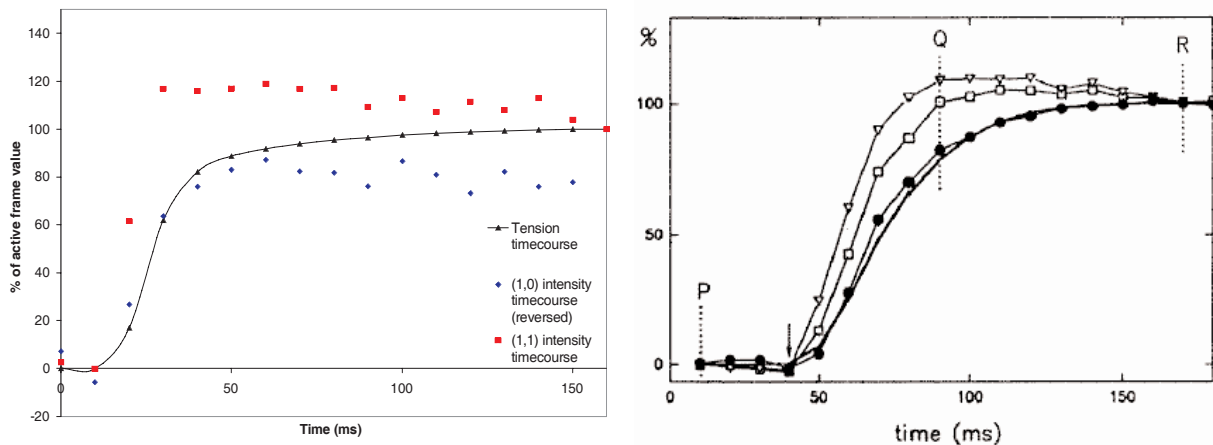 140
120
100
80
60
40
20
0
-20
% of active frame value
0
50
100
150
Time (ms)
Tension
timecourse
(1,0) intensity
timecourse
(reversed)
(1,1) intensity
timecourse
%
100
50
0
P
Q
R
0
50
100
150
time (ms)